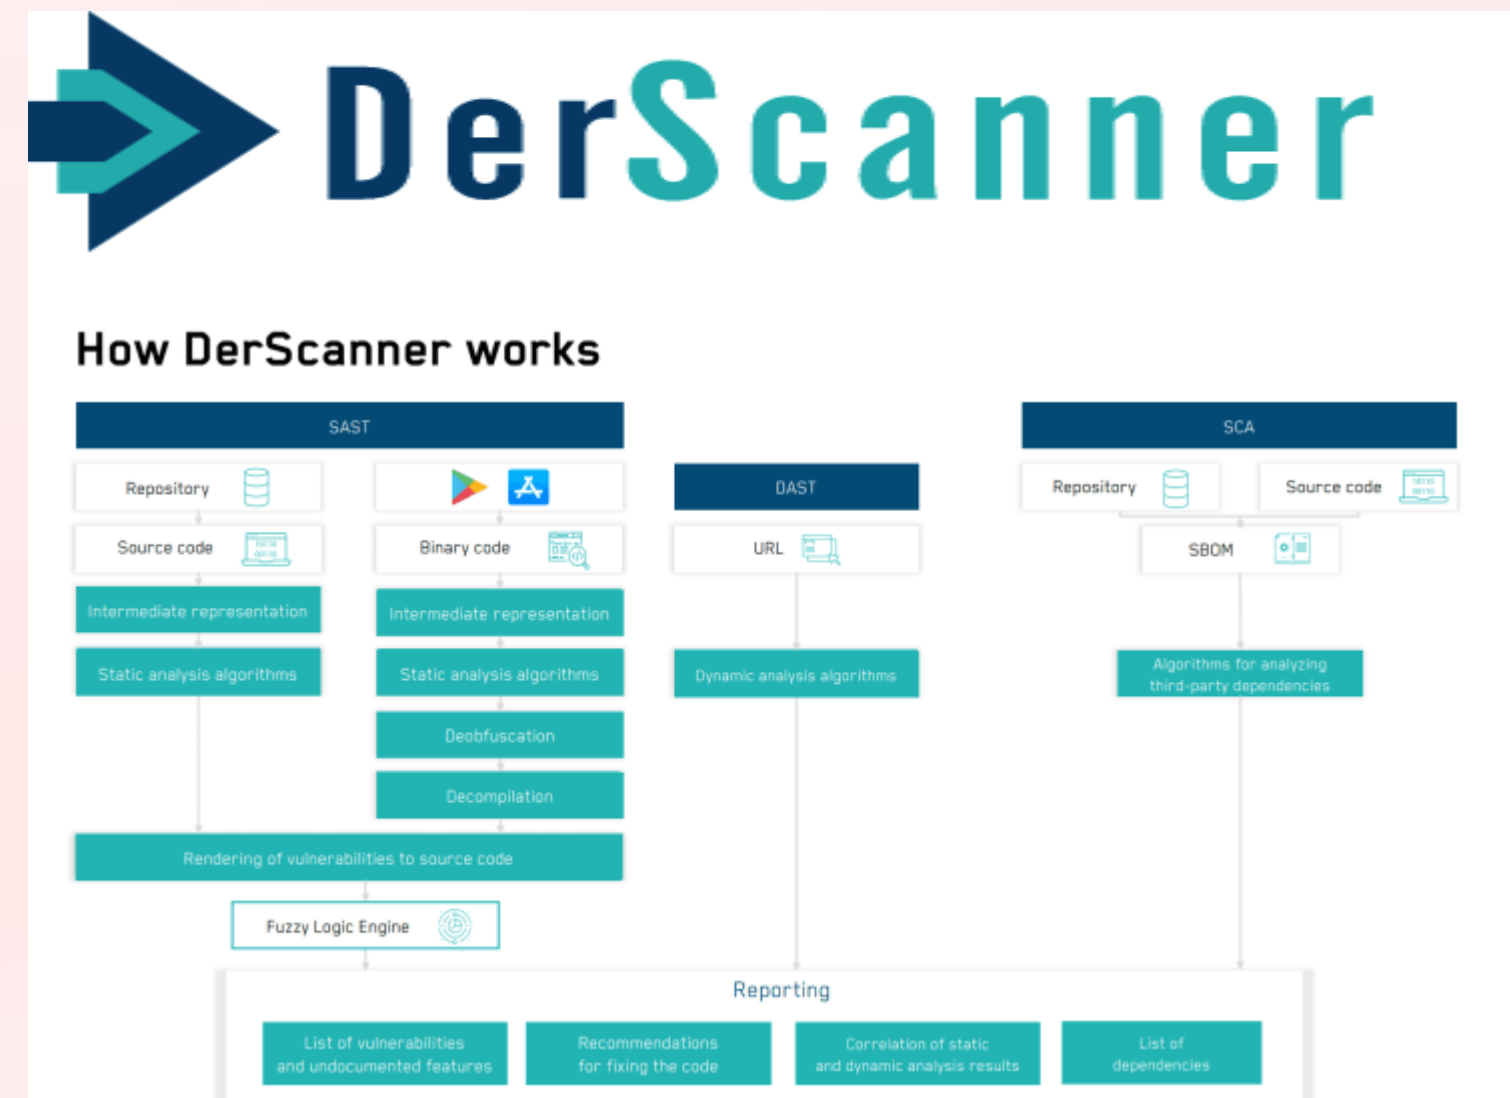 DerScanner
How DerScanner works
SAST
Repository
Source code
Intermediate representation
Static analysis algorithms
Binary code
Intermediate representation
Static analysis algorithms
Deobfuscation
Decompilation
Rendering of vulnerabilities to source code
Fuzzy Logic Engine
DAST
URL
Dynamic analysis algorithms
SCA
Repository
Source code
SBOM
Algorithms for analyzing
third-party dependencies
Reporting
List of vulnerabilities
and undocumented features
Recommendations
for fixing the code
Correlation of static
and dynamic analysis results
List of
dependencies